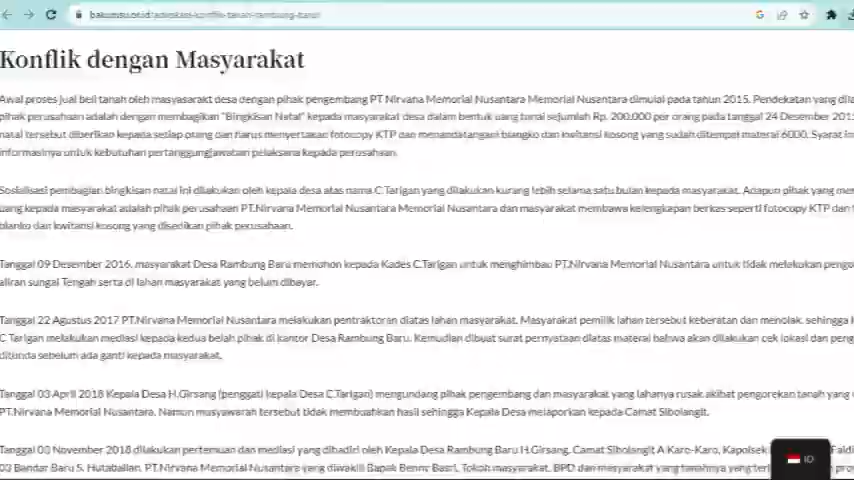 bakumsu.or.id/advokasi-konflik-tanah-rambung-baru/
Konflik dengan Masyarakat
Awal proses jual beli tanah oleh masyasarakt desa dengan pihak pengembang PT Nirvana Memorial Nusantara Memorial Nusantara dimulai pada tahun 2015. Pendekatan yang
pihak perusahaan adalah dengan membagikan "Bingkisan Natal" kepada masyarakat desa dalam bentuk uang tunai sejumlah Rp. 200.000 per orang pada tanggal 24 Desember
natal tersebut diberikan kepada setiap orang dan harus menyertakan fotocopy KTP dan menandatangani blangko dan kwitansi kosong yang sudah ditempel materai 6000. Syarat
informasinya untuk kebutuhan pertanggungjawaban pelaksana kepada perusahaan.
Sosialisasi pembagian bingkisan natal ini dilakukan oleh kepala desa atas nama C.Tarigan yang dilakukan kurang lebih selama satu bulan kepada masyarakat. Adapun pihak yang
uang kepada masyarakat adalah pihak perusahaan PT.Nirvana Memorial Nusantara Memorial Nusantara dan masyarakat membawa kelengkapan berkas seperti fotocopy KTP dan
blanko dan kwitansi kosong yang disedikan pihak perusahaan.
Tanggal 09 Desember 2016, masyarakat Desa Rambung Baru memohon kepada Kades C.Tarigan untuk menghimbau PT.Nirvana Memorial Nusantara untuk tidak melakukan
aliran sungai Tengah serta di lahan masyarakat yang belum dibayar.
Tanggal 22 Agustus 2017 PT.Nirvana Memorial Nusantara melakukan pentraktoran diatas lahan masyarakat. Masyarakat pemilik lahan tersebut keberatan dan menolak, sehingga
C Tarigan melakukan mediasi kepada kedua belah pihak di kantor Desa Rambung Baru. Kemudian dibuat surat pernyataan diatas materai bahwa akan dilakukan cek lokasi dan
ditunda sebelum ada ganti kepada masyarakat.
Tanggal 03 April 2018 Kepala Desa H.Girsang (penggati kepala Desa C.Tarigan) mengundang pihak pengembang dan masyarakat yang lahanya rusak akibat pengorekan tanah yang
PT.Nirvana Memorial Nusantara. Namun musyawarah tersebut tidak membuahkan hasil sehingga Kepala Desa melaporkan kepada Camat Sibolangit.
Tanggal 03 November 2018 dilakukan pertemuan dan mediasi yang dihadiri oleh Kepala Desa Rambung Baru H.Girsang, Camat Sibolangit A Karo-Karo, Kapolsek
03 Bandar Baru S. Hutabalian, PT.Nirvana Memorial Nusantara yang diwakili Bapak Benny Basri, Tokoh masyarakat, BPD dan masyarakat yang tanahnya yang
ID